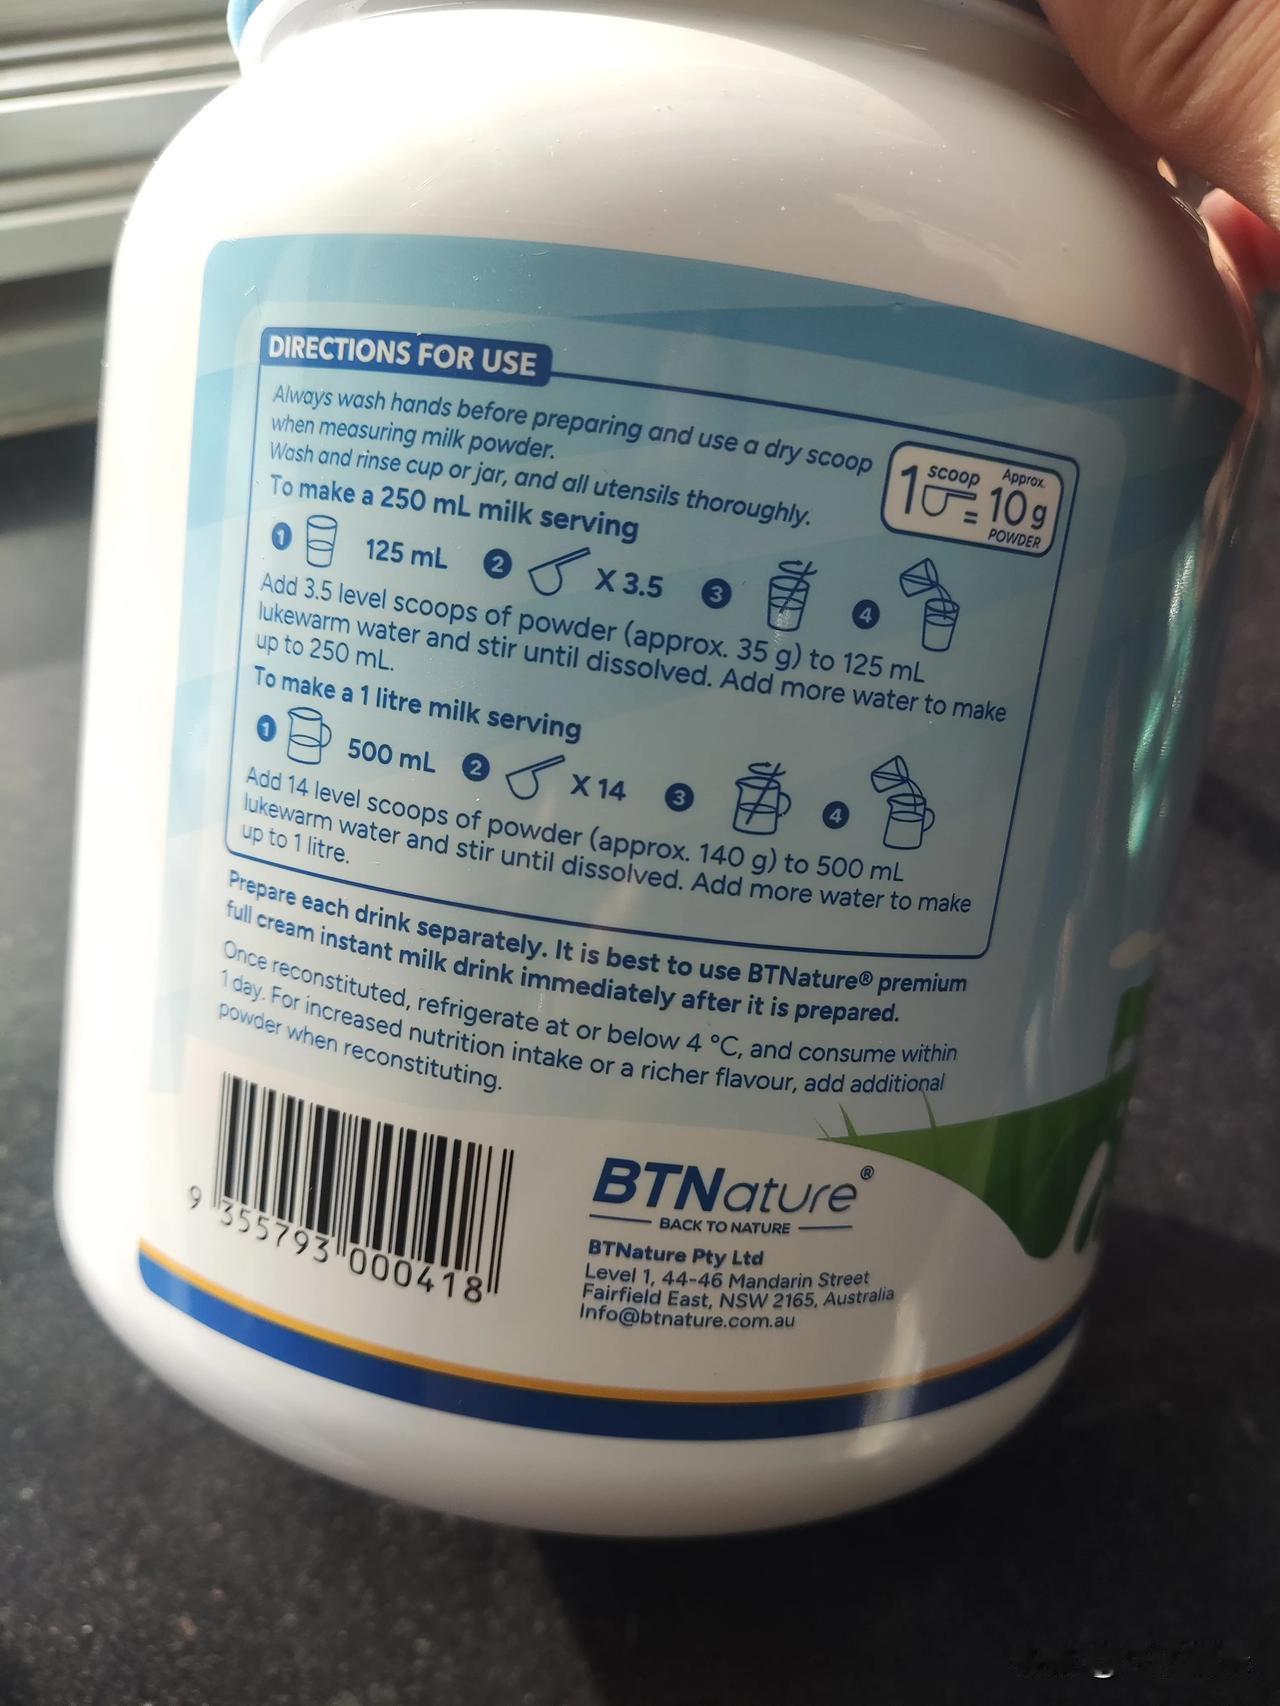 DIRECTIONS FOR USE
Always wash hands before preparing and use a dry scoop
when measuring milk powder.
Wash and rinse cup or jar, and all utensils thoroughly.
1 scoop = Approx. 10 g POWDER
To make a 250 mL milk serving
1 125 mL 2 X 3.5 3 4
Add 3.5 level scoops of powder (approx. 35 g) to 125 mL
lukewarm water and stir until dissolved. Add more water to make
up to 250 mL.
To make a 1 litre milk serving
1 500 mL 2 X 14 3 4
Add 14 level scoops of powder (approx. 140 g) to 500 mL
lukewarm water and stir until dissolved. Add more water to make
up to 1 litre.
Prepare each drink separately. It is best to use BTNature® premium
full cream instant milk drink immediately after it is prepared.
Once reconstituted, refrigerate at or below 4 °C, and consume within
1 day. For increased nutrition intake or a richer flavour, add additional
powder when reconstituting.
9 355793 000418
BTNature®
BACK TO NATURE
BTNature Pty Ltd
Level 1, 44-46 Mandarin Street
Fairfield East, NSW 2165, Australia
Info@btnature.com.au